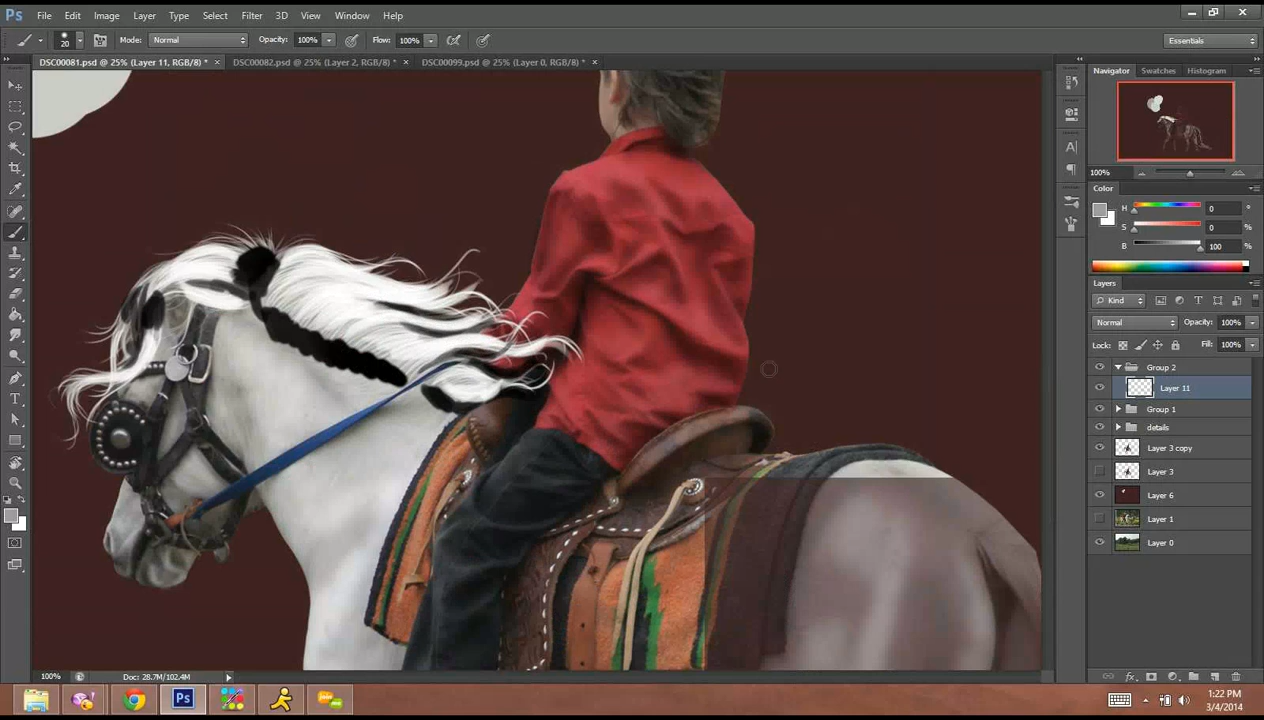 Ps File Edit Image Layer Type Select Filter 3D View Window Help
20 Mode: Normal Opacity: 100% Flow: 100% Essentials
DSC00081.psd @ 25% (Layer 11, RGB/8) * × DSC00082.psd @ 25% (Layer 2, RGB/8) * × DSC00099.psd @ 25% (Layer 0, RGB/8) * ×
Navigator Swatches Histogram
100%
Color
H 0 °
S 0 %
B 100 %
Layers
Kind
Normal Opacity: 100%
Lock: Fill: 100%
Group 2
Layer 11
Group 1
details
Layer 3 copy
Layer 3
Layer 6
Layer 1
Layer 0
100% Doc: 28.7M/102.4M
Ps
1:22 PM
3/4/2014